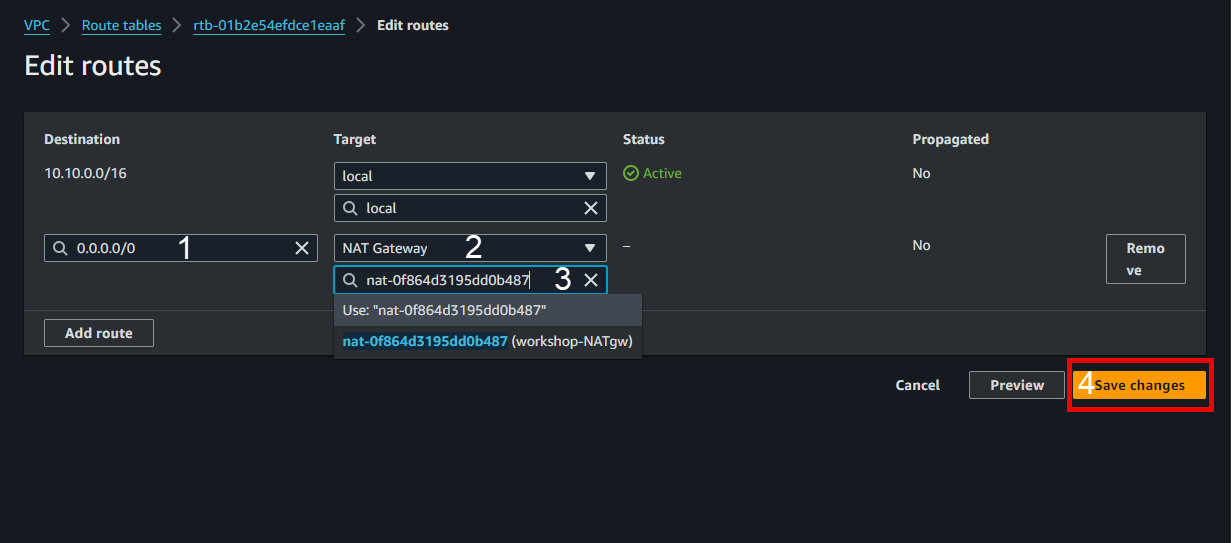 VPC > Route tables > rtb-01b2e54efdce1eaaf > Edit routes
Edit routes
Destination Target Status Propagated
10.10.0.0/16 local Active No
local
0.0.0.0/0 1 NAT Gateway 2 – No Remo
ve
nat-0f864d3195dd0b487 3
Use: "nat-0f864d3195dd0b487"
Add route
nat-0f864d3195dd0b487 (workshop-NATgw)
Cancel Preview 4 Save changes